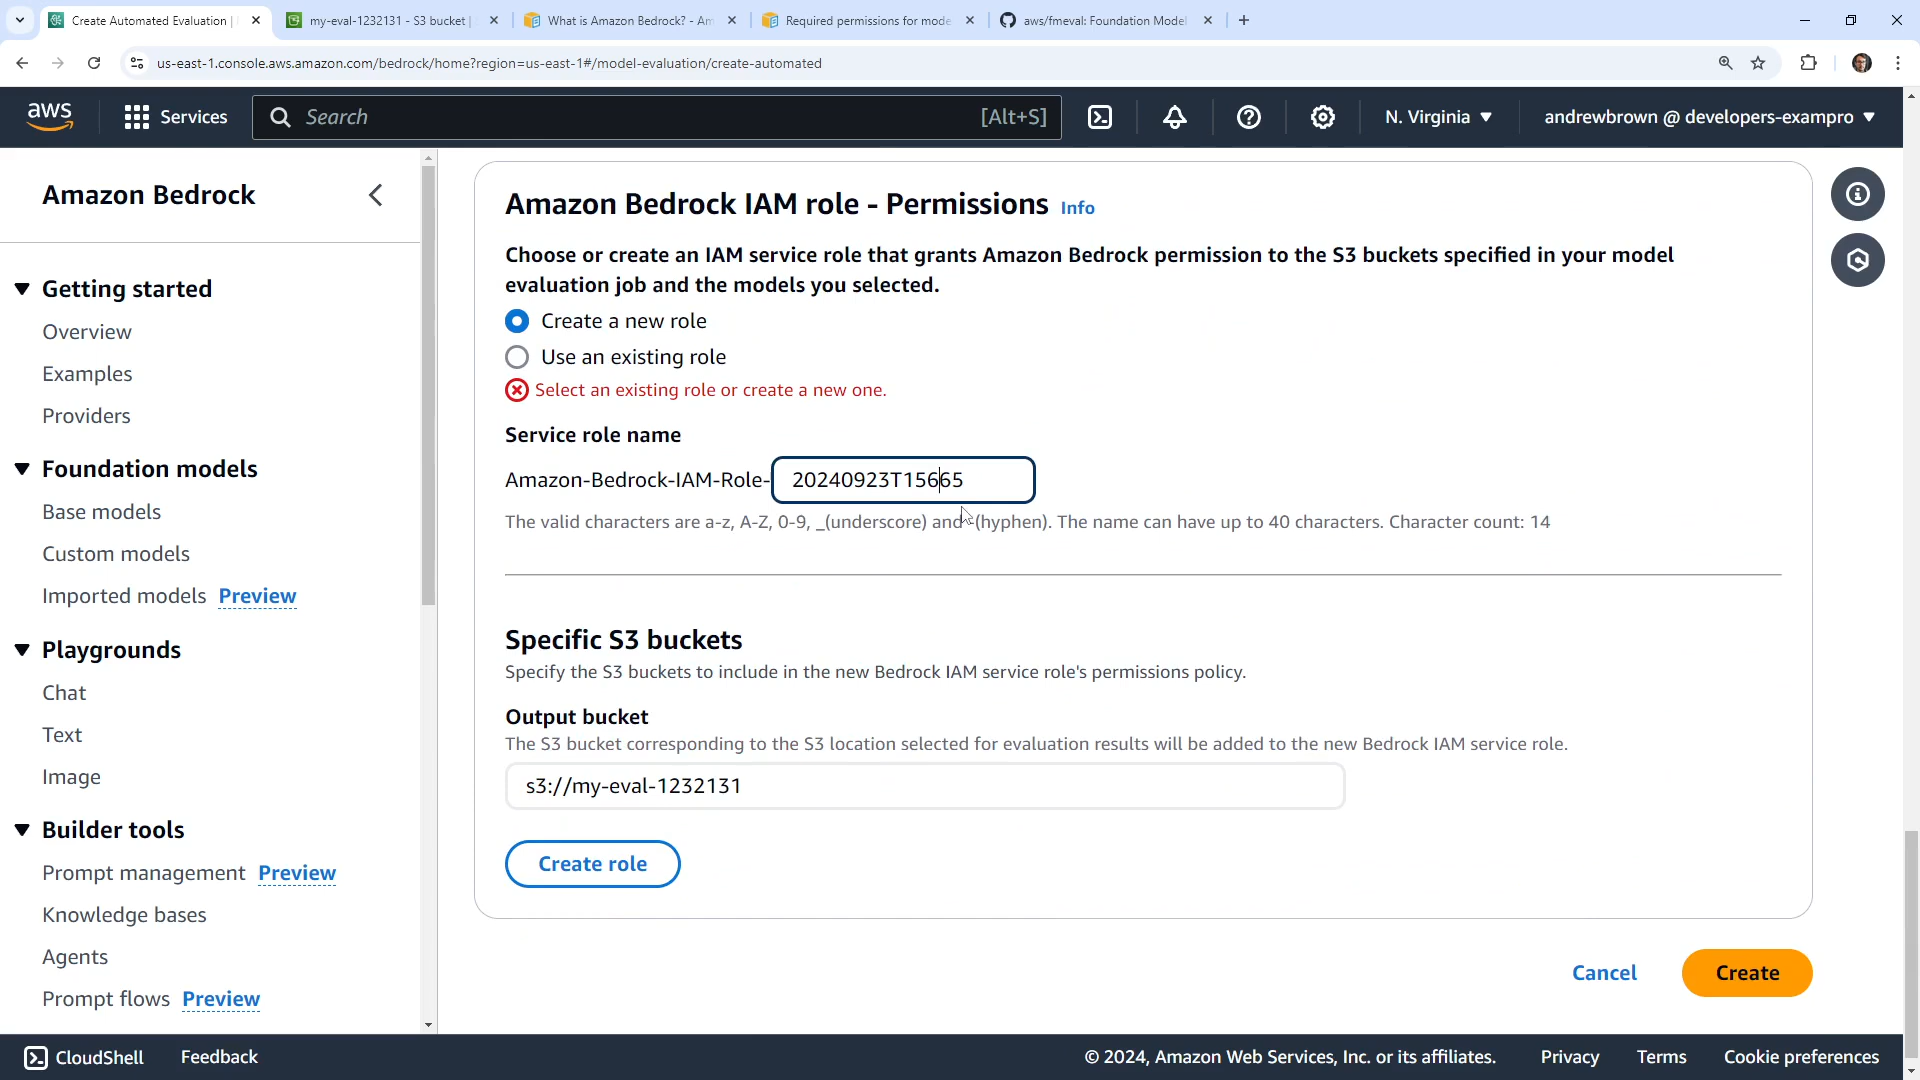 Create Automated Evaluation |
my-eval-1232131 - S3 bucket |
What is Amazon Bedrock? - Am
Required permissions for mode
aws/fmeval: Foundation Model
us-east-1.console.aws.amazon.com/bedrock/home?region=us-east-1#/model-evaluation/create-automated
aws
Services
Search
[Alt+S]
N. Virginia
andrewbrown @ developers-exampro
Amazon Bedrock
Getting started
Overview
Examples
Providers
Foundation models
Base models
Custom models
Imported models Preview
Playgrounds
Chat
Text
Image
Builder tools
Prompt management Preview
Knowledge bases
Agents
Prompt flows Preview
Amazon Bedrock IAM role - Permissions Info
Choose or create an IAM service role that grants Amazon Bedrock permission to the S3 buckets specified in your model
evaluation job and the models you selected.
Create a new role
Use an existing role
Select an existing role or create a new one.
Service role name
Amazon-Bedrock-IAM-Role- 20240923T15665
The valid characters are a-z, A-Z, 0-9, _(underscore) and -(hyphen). The name can have up to 40 characters. Character count: 14
Specific S3 buckets
Specify the S3 buckets to include in the new Bedrock IAM service role's permissions policy.
Output bucket
The S3 bucket corresponding to the S3 location selected for evaluation results will be added to the new Bedrock IAM service role.
s3://my-eval-1232131
Create role
Cancel
Create
CloudShell
Feedback
© 2024, Amazon Web Services, Inc. or its affiliates.
Privacy
Terms
Cookie preferences